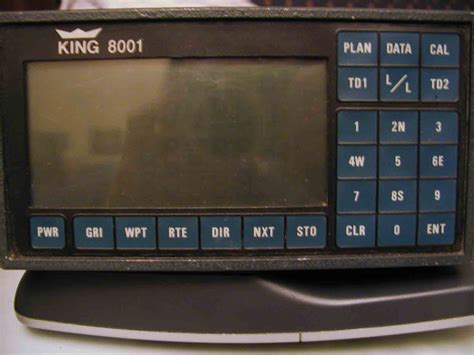 KING 8001
PLAN DATA CAL
TD1 L/L TD2
1 2N 3
4W 5 6E
7 8S 9
PWR GRI WPT RTE DIR NXT STO CLR 0 ENT